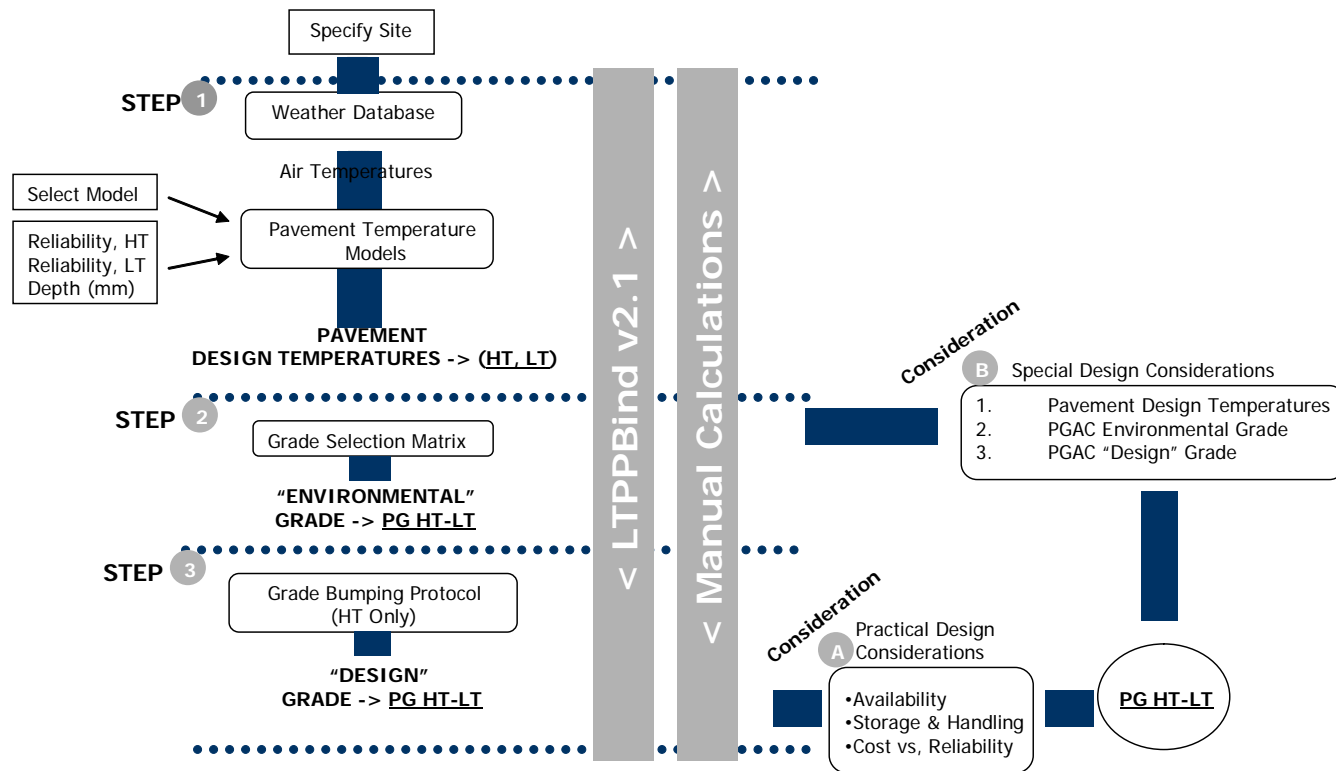 Specify Site
STEP 1
Weather Database
Air Temperatures
Select Model
Reliability, HT
Reliability, LT
Depth (mm)
Pavement Temperature
Models
PAVEMENT
DESIGN TEMPERATURES -> (HT, LT)
STEP 2
Grade Selection Matrix
“ENVIRONMENTAL”
GRADE -> PG HT-LT
STEP 3
Grade Bumping Protocol
(HT Only)
“DESIGN”
GRADE -> PG HT-LT
< LTPPBind v2.1 >
< Manual Calculations >
Consideration
B Special Design Considerations
1. Pavement Design Temperatures
2. PGAC Environmental Grade
3. PGAC “Design” Grade
Consideration
A Practical Design
Considerations
•Availability
•Storage & Handling
•Cost vs, Reliability
PG HT-LT